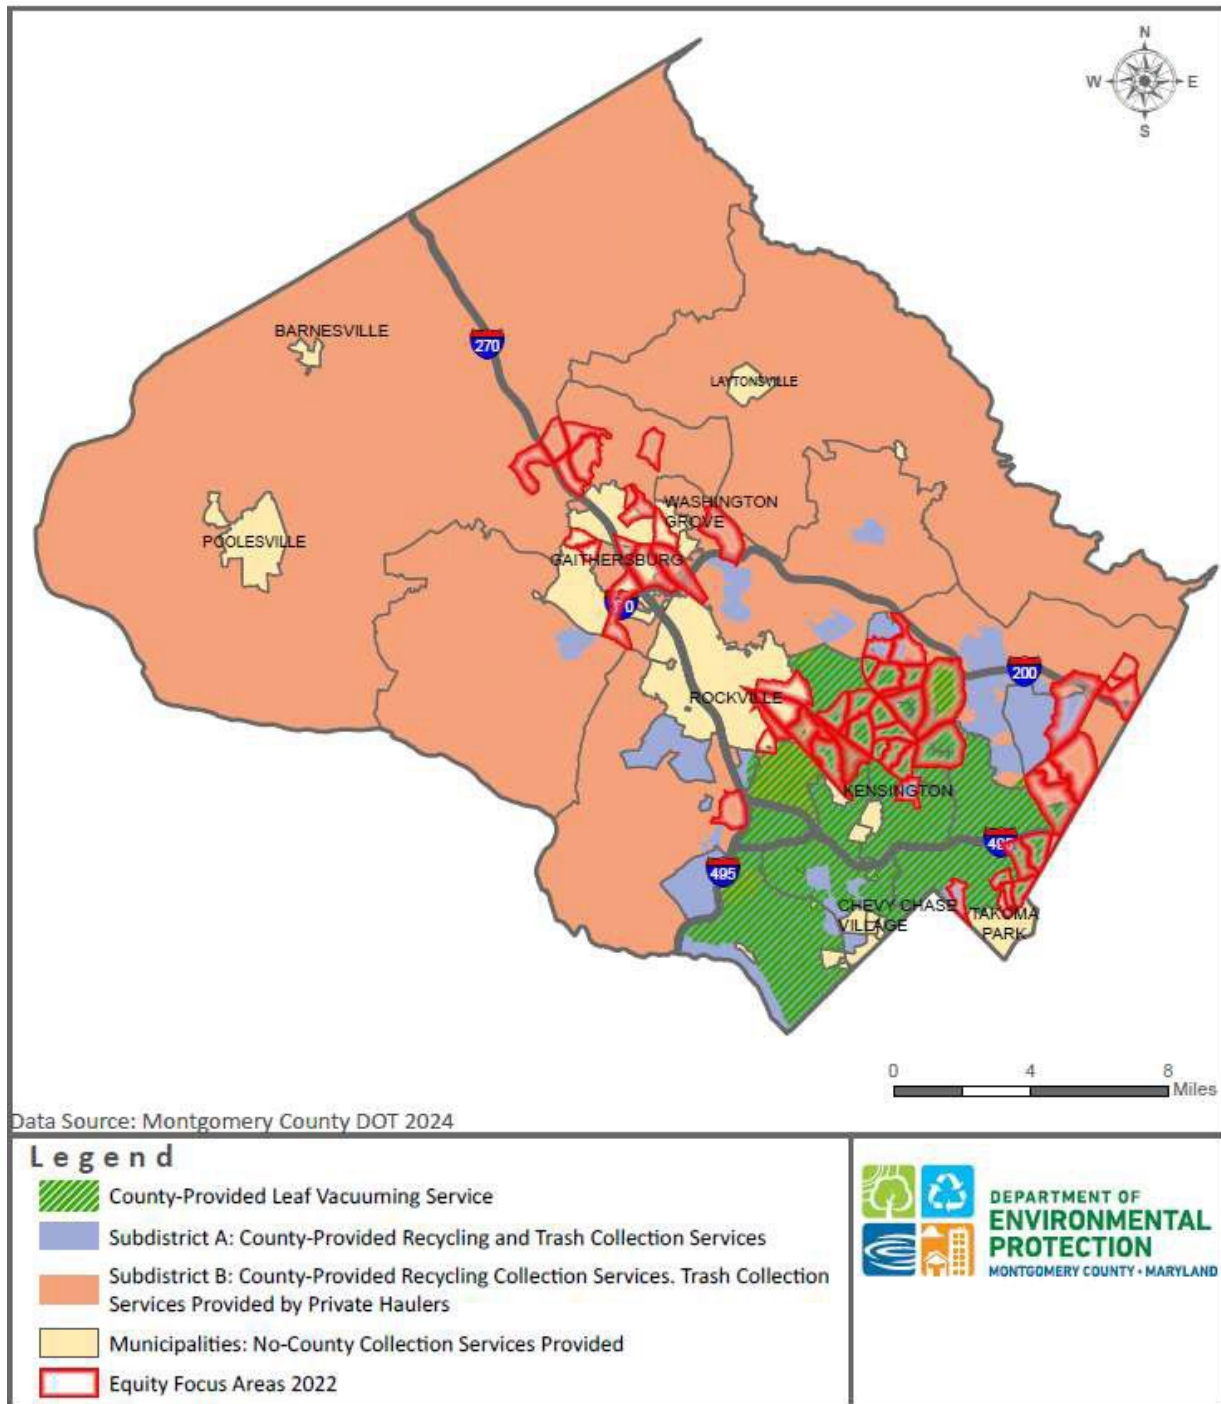 N
W E
S
BARNESVILLE
270
LAYTONSVILLE
WASHINGTON
GROVE
POOLESVILLE
GAITHERSBURG
0
ROCKVILLE
200
KENSINGTON
495
495
CHEVY CHASE
VILLAGE
TAKOMA
PARK
0 4 8
Miles
Data Source: Montgomery County DOT 2024
Legend
County-Provided Leaf Vacuuming Service
Subdistrict A: County-Provided Recycling and Trash Collection Services
Subdistrict B: County-Provided Recycling Collection Services. Trash Collection
Services Provided by Private Haulers
Municipalities: No-County Collection Services Provided
Equity Focus Areas 2022
DEPARTMENT OF
ENVIRONMENTAL
PROTECTION
MONTGOMERY COUNTY • MARYLAND